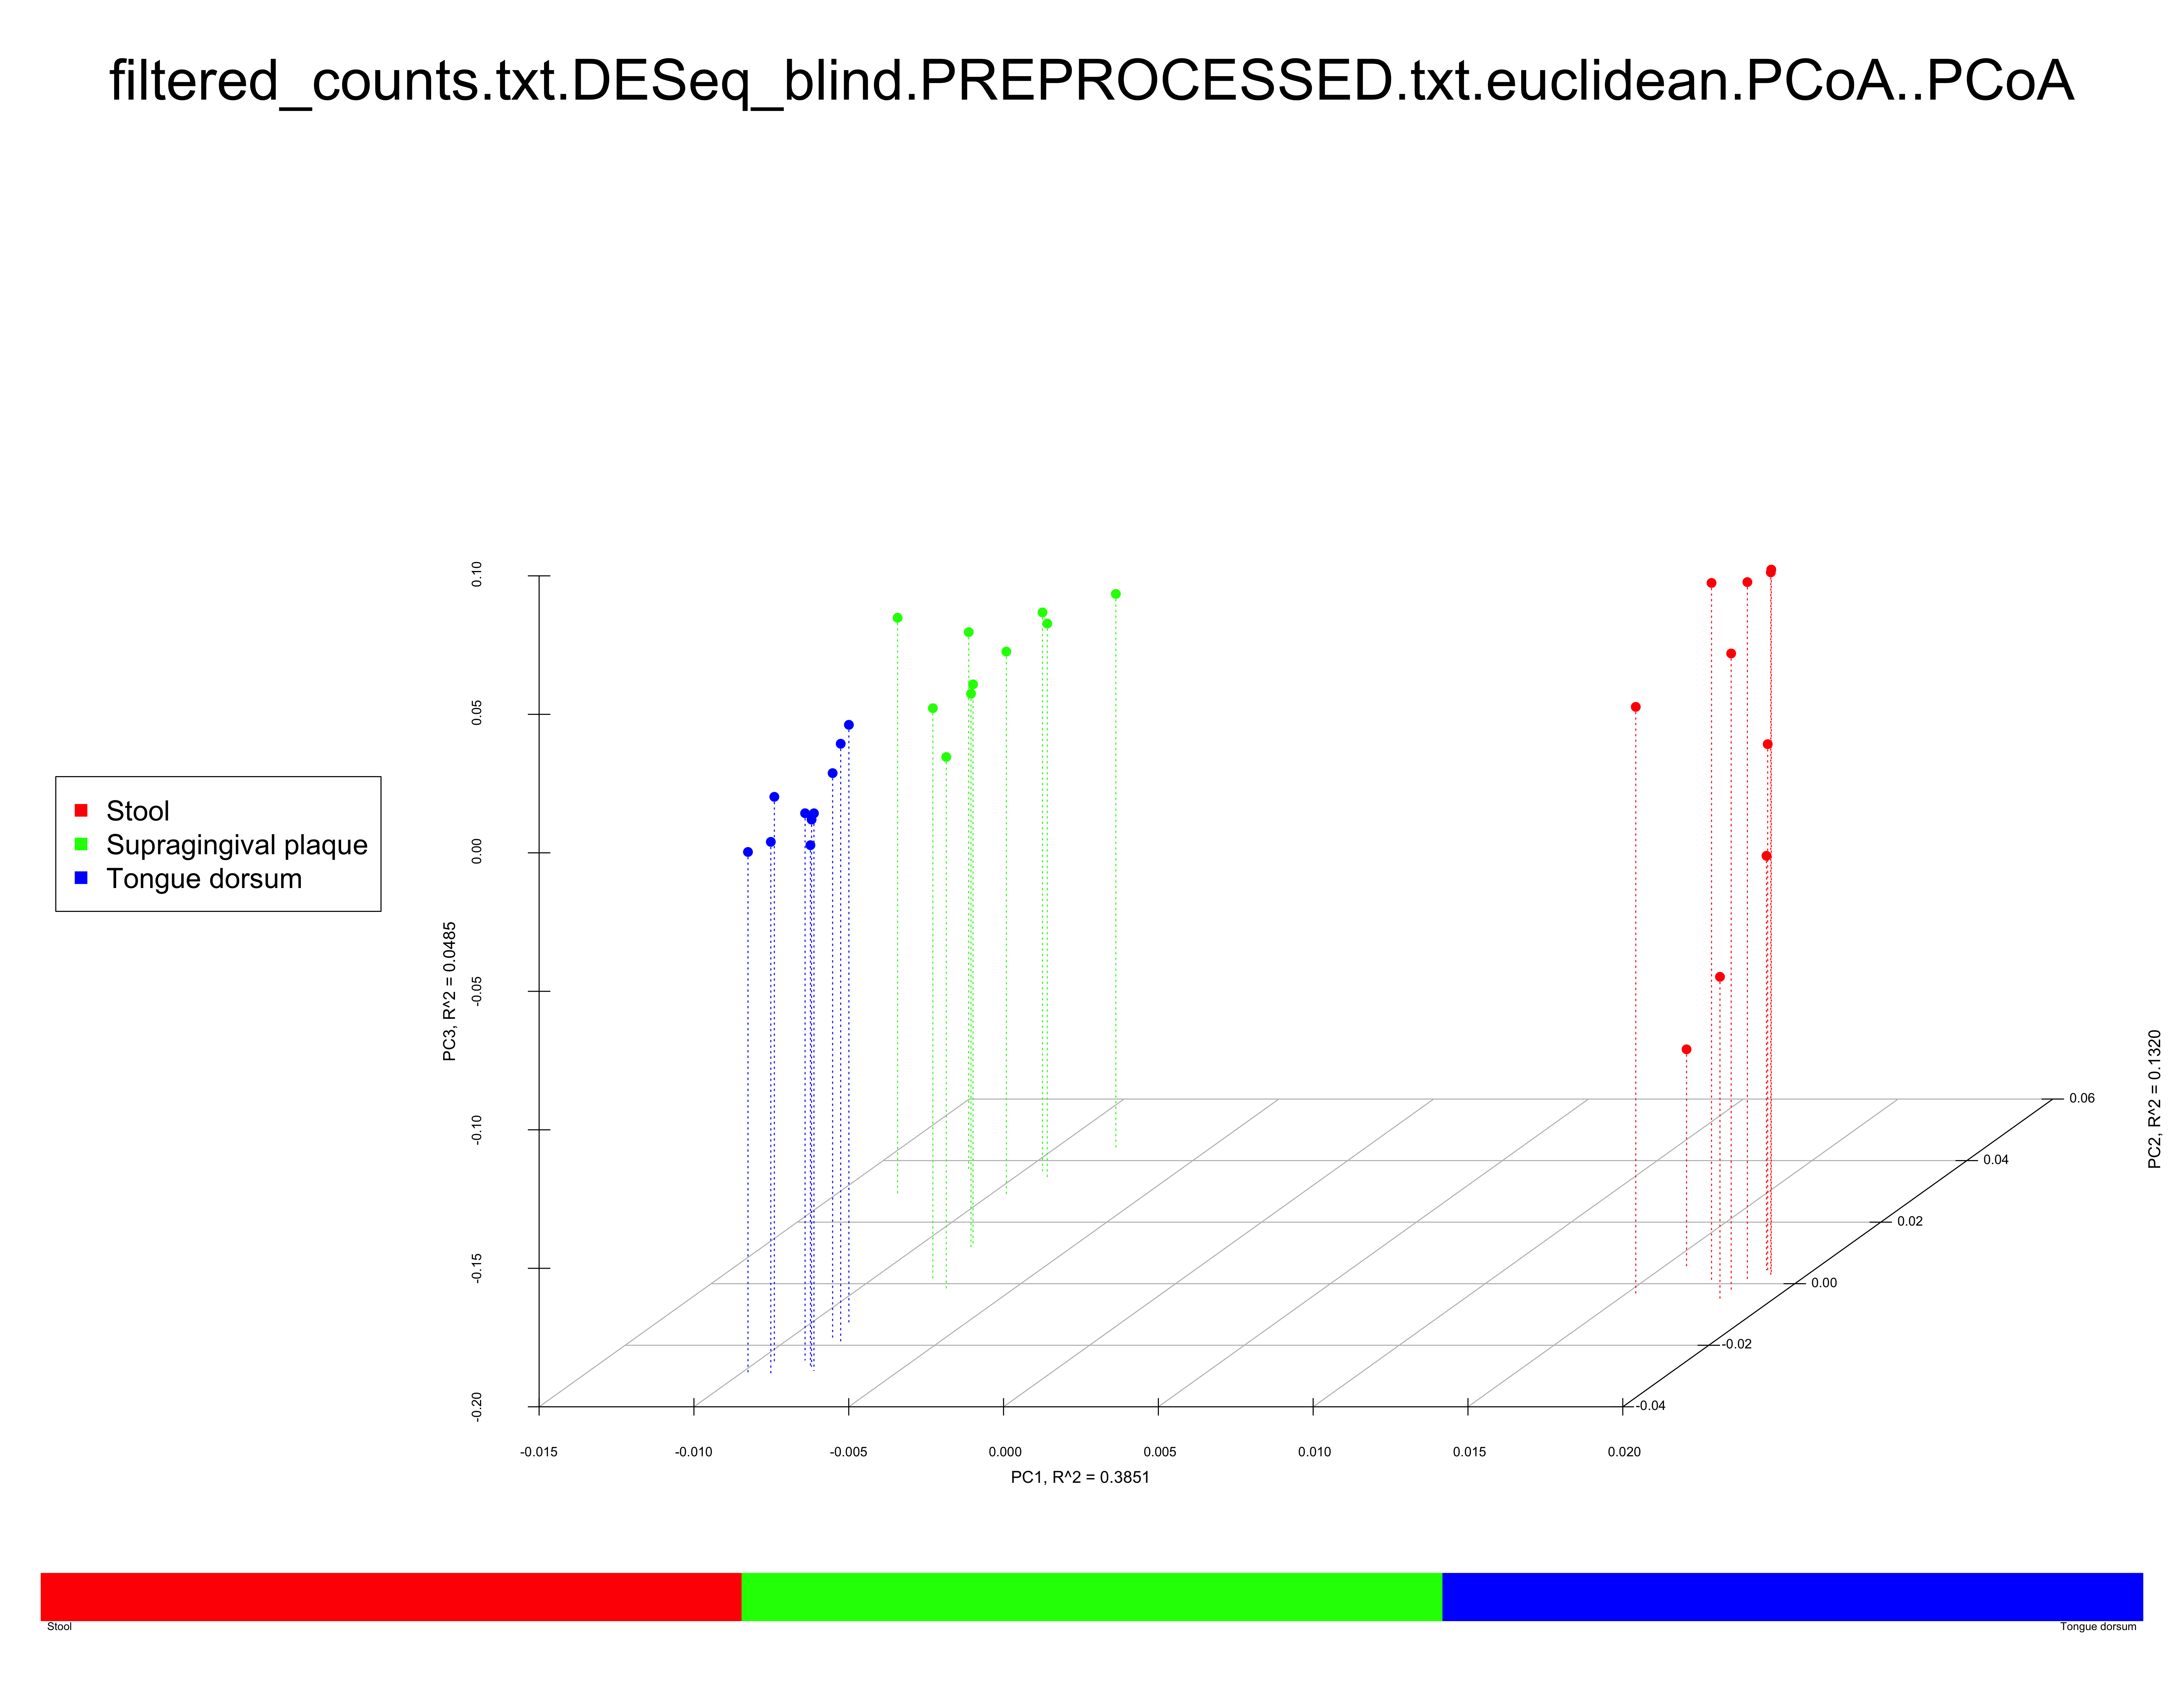 filtered_counts.txt.DESeq_blind.PREPROCESSED.txt.euclidean.PCoA..PCoA
Stool
Supragingival plaque
Tongue dorsum
PC3, R^2 = 0.0485
0.10
0.05
0.00
-0.05
-0.10
-0.15
-0.20
-0.015
-0.010
-0.005
0.000
0.005
0.010
0.015
0.020
PC1, R^2 = 0.3851
0.06
0.04
0.02
0.00
-0.02
-0.04
PC2, R^2 = 0.1320
Stool
Tongue dorsum